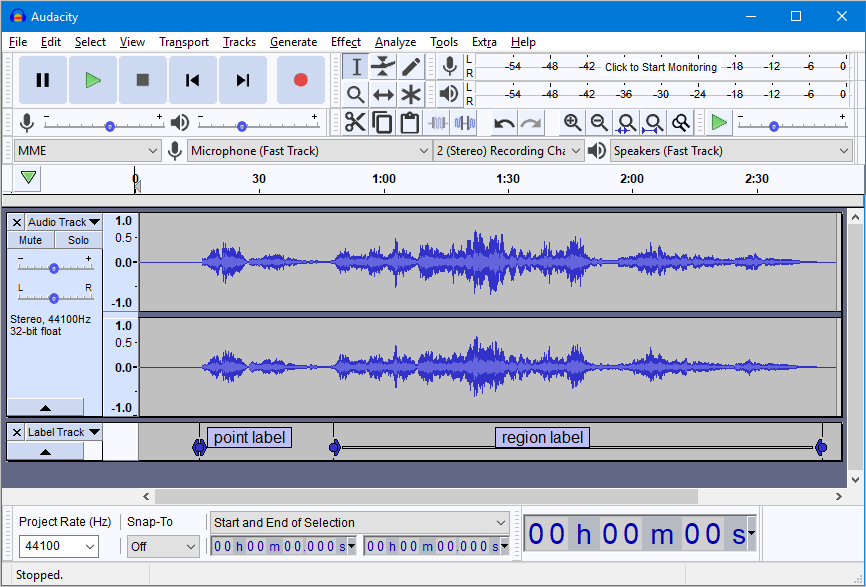 Audacity
File Edit Select View Transport Tracks Generate Effect Analyze Tools Extra Help
L R -54 -48 -42 Click to Start Monitoring -18 -12 -6 0
L R -54 -48 -42 -36 -30 -24 -18 -12 -6 0
- + - + - +
MME Microphone (Fast Track) 2 (Stereo) Recording Cha Speakers (Fast Track)
0 30 1:00 1:30 2:00 2:30
Audio Track
Mute Solo
- +
L R
Stereo, 44100Hz
32-bit float
1.0
0.5
0.0
-1.0
1.0
0.5
0.0
-1.0
Label Track point label region label
Project Rate (Hz) Snap-To Start and End of Selection
44100 Off 00 h 00 m 00.000 s 00 h 00 m 00.000 s 00 h 00 m 00 s
Stopped.